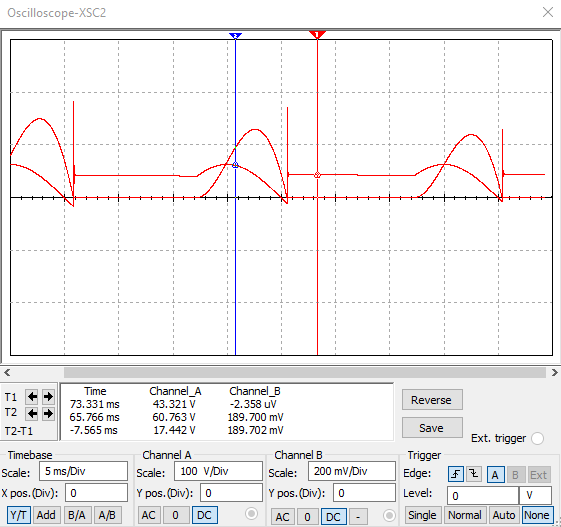 Oscilloscope-XSC2
2 1
T1 Time Channel_A Channel_B
73.331 ms 43.321 V -2.358 uV
T2 65.766 ms 60.763 V 189.700 mV
T2-T1 -7.565 ms 17.442 V 189.702 mV
Reverse
Save
Ext. trigger
Timebase Channel A Channel B Trigger
Scale: 5 ms/Div Scale: 100 V/Div Scale: 200 mV/Div Edge: A B Ext
X pos.(Div): 0 Y pos.(Div): 0 Y pos.(Div): 0 Level: 0 V
Y/T Add B/A A/B AC 0 DC AC 0 DC - Single Normal Auto None